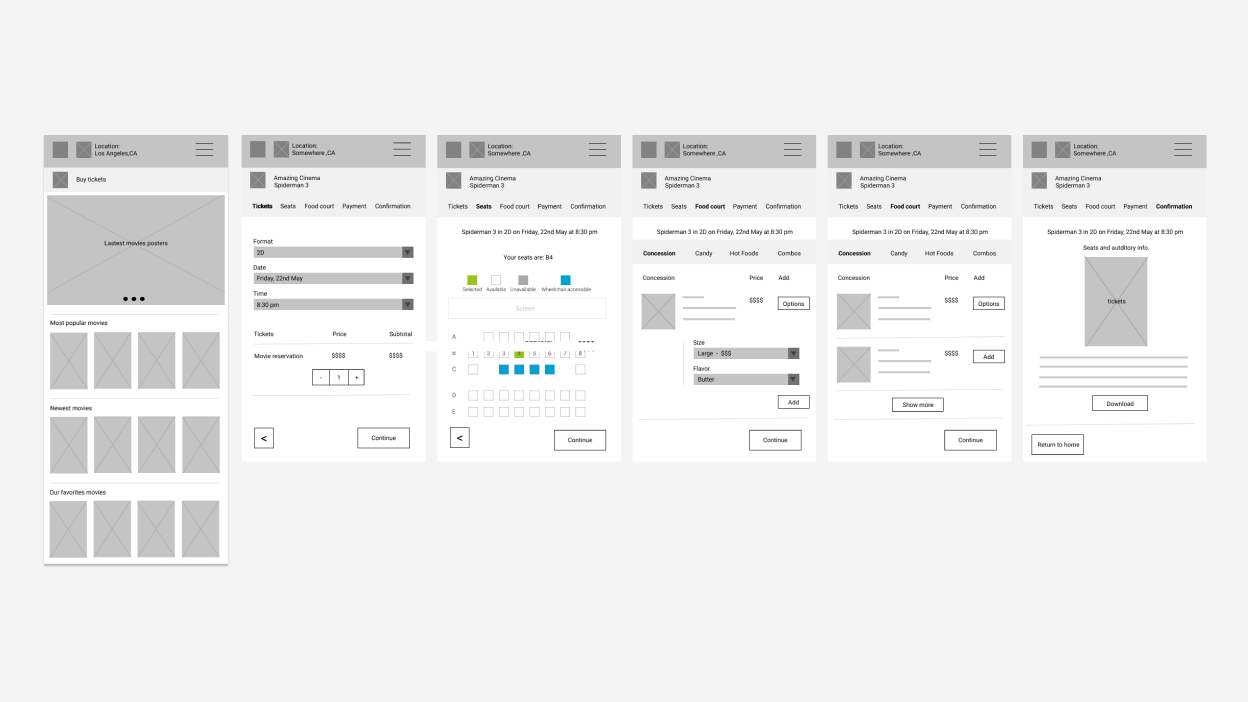 Location:
Los Angeles,CA
Buy tickets
Lastest movies posters
Most popular movies
Newest movies
Our favorites movies
Location:
Somewhere ,CA
Amazing Cinema
Spiderman 3
Tickets Seats Food court Payment Confirmation
Format
2D
Date
Friday, 22nd May
Time
8:30 pm
Tickets Price Subtotal
Movie reservation $$$$ $$$$
- 1 +
< Continue
Location:
Somewhere ,CA
Amazing Cinema
Spiderman 3
Tickets Seats Food court Payment Confirmation
Spiderman 3 in 2D on Friday, 22nd May at 8:30 pm
Your seats are: B4
Selected Available Unavailable Wheelchair accessible
Screen
A
B 1 2 3 4 5 6 7 8
C
D
E
< Continue
Location:
Somewhere ,CA
Amazing Cinema
Spiderman 3
Tickets Seats Food court Payment Confirmation
Spiderman 3 in 2D on Friday, 22nd May at 8:30 pm
Concession Candy Hot Foods Combos
Concession Price Add
$$$$ Options
Size
Large - $$$
Flavor
Butter
Add
Continue
Location:
Somewhere ,CA
Amazing Cinema
Spiderman 3
Tickets Seats Food court Payment Confirmation
Spiderman 3 in 2D on Friday, 22nd May at 8:30 pm
Concession Candy Hot Foods Combos
Concession Price Add
$$$$ Options
$$$$ Add
Show more
Continue
Location:
Somewhere ,CA
Amazing Cinema
Spiderman 3
Tickets Seats Food court Payment Confirmation
Spiderman 3 in 2D on Friday, 22nd May at 8:30 pm
Seats and autditory info.
tickets
Download
Return to home